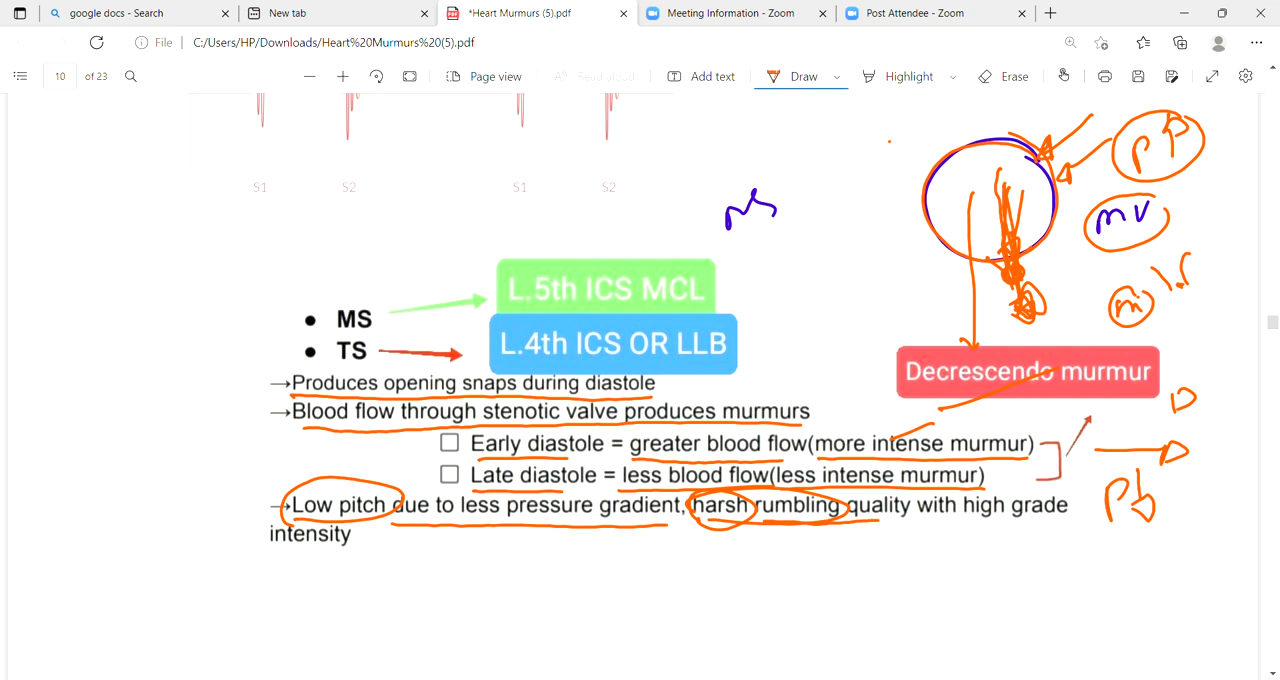 google docs - Search
New tab
*Heart Murmurs (5).pdf
Meeting Information - Zoom
Post Attendee - Zoom
File
C:/Users/HP/Downloads/Heart%20Murmurs%20(5).pdf
10 of 23
Page view
Read aloud
Add text
Draw
Highlight
Erase
S1 S2 S1 S2
PP
MV
L.5th ICS MCL
• MS
L.4th ICS OR LLB
• TS
Decrescendo murmur
→Produces opening snaps during diastole
→Blood flow through stenotic valve produces murmurs
Early diastole = greater blood flow(more intense murmur)
Late diastole = less blood flow(less intense murmur)
→Low pitch due to less pressure gradient, harsh rumbling quality with high grade
intensity